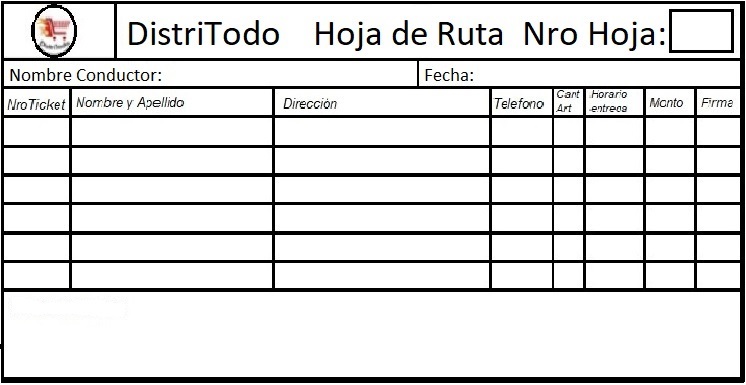 DistriTodo Hoja de Ruta Nro Hoja:
Nombre Conductor: Fecha:
NroTicket Nombre y Apellido Dirección Telefono Cant Art Horario entrega Monto Firma